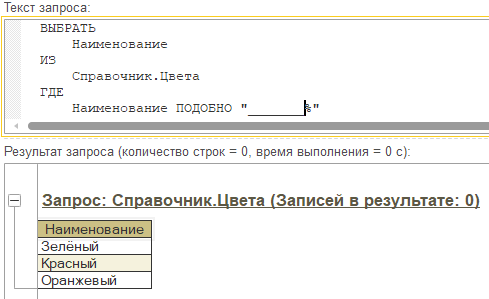 Текст запроса:
ВЫБРАТЬ
Наименование
ИЗ
Справочник.Цвета
ГДЕ
Наименование ПОДОБНО "_______%"
Результат запроса (количество строк = 0, время выполнения = 0 с):
Запрос: Справочник.Цвета (Записей в результате: 0)
Наименование
Зелёный
Красный
Оранжевый